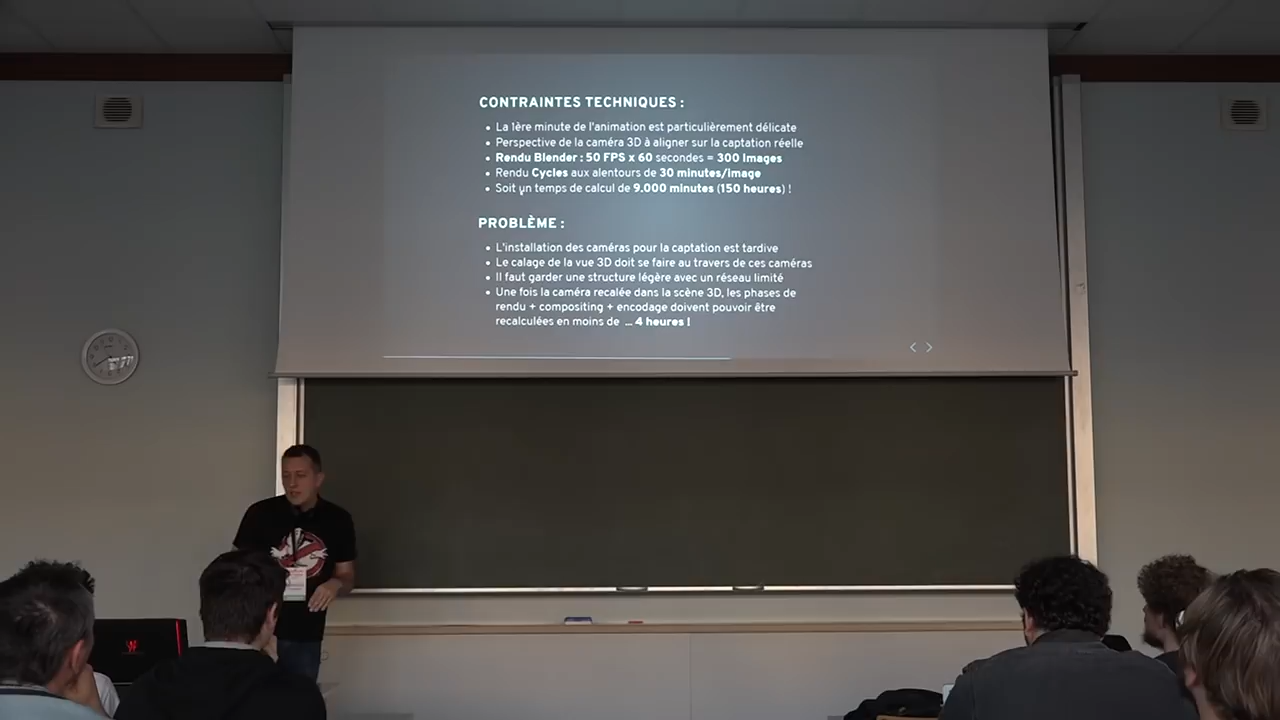 CONTRAINTES TECHNIQUES :
La 1ère minute de l'animation est particulièrement délicate
Perspective de la caméra 3D à aligner sur la captation réelle
Rendu Blender : 50 FPS x 60 secondes = 300 Images
Rendu Cycles aux alentours de 30 minutes/image
Soit un temps de calcul de 9.000 minutes (150 heures) !
PROBLÈME :
L'installation des caméras pour la captation est tardive
Le calage de la vue 3D doit se faire au travers de ces caméras
Il faut garder une structure légère avec un réseau limité
Une fois la caméra recalée dans la scène 3D, les phases de
rendu + compositing + encodage doivent pouvoir être
recalculées en moins de ... 4 heures !